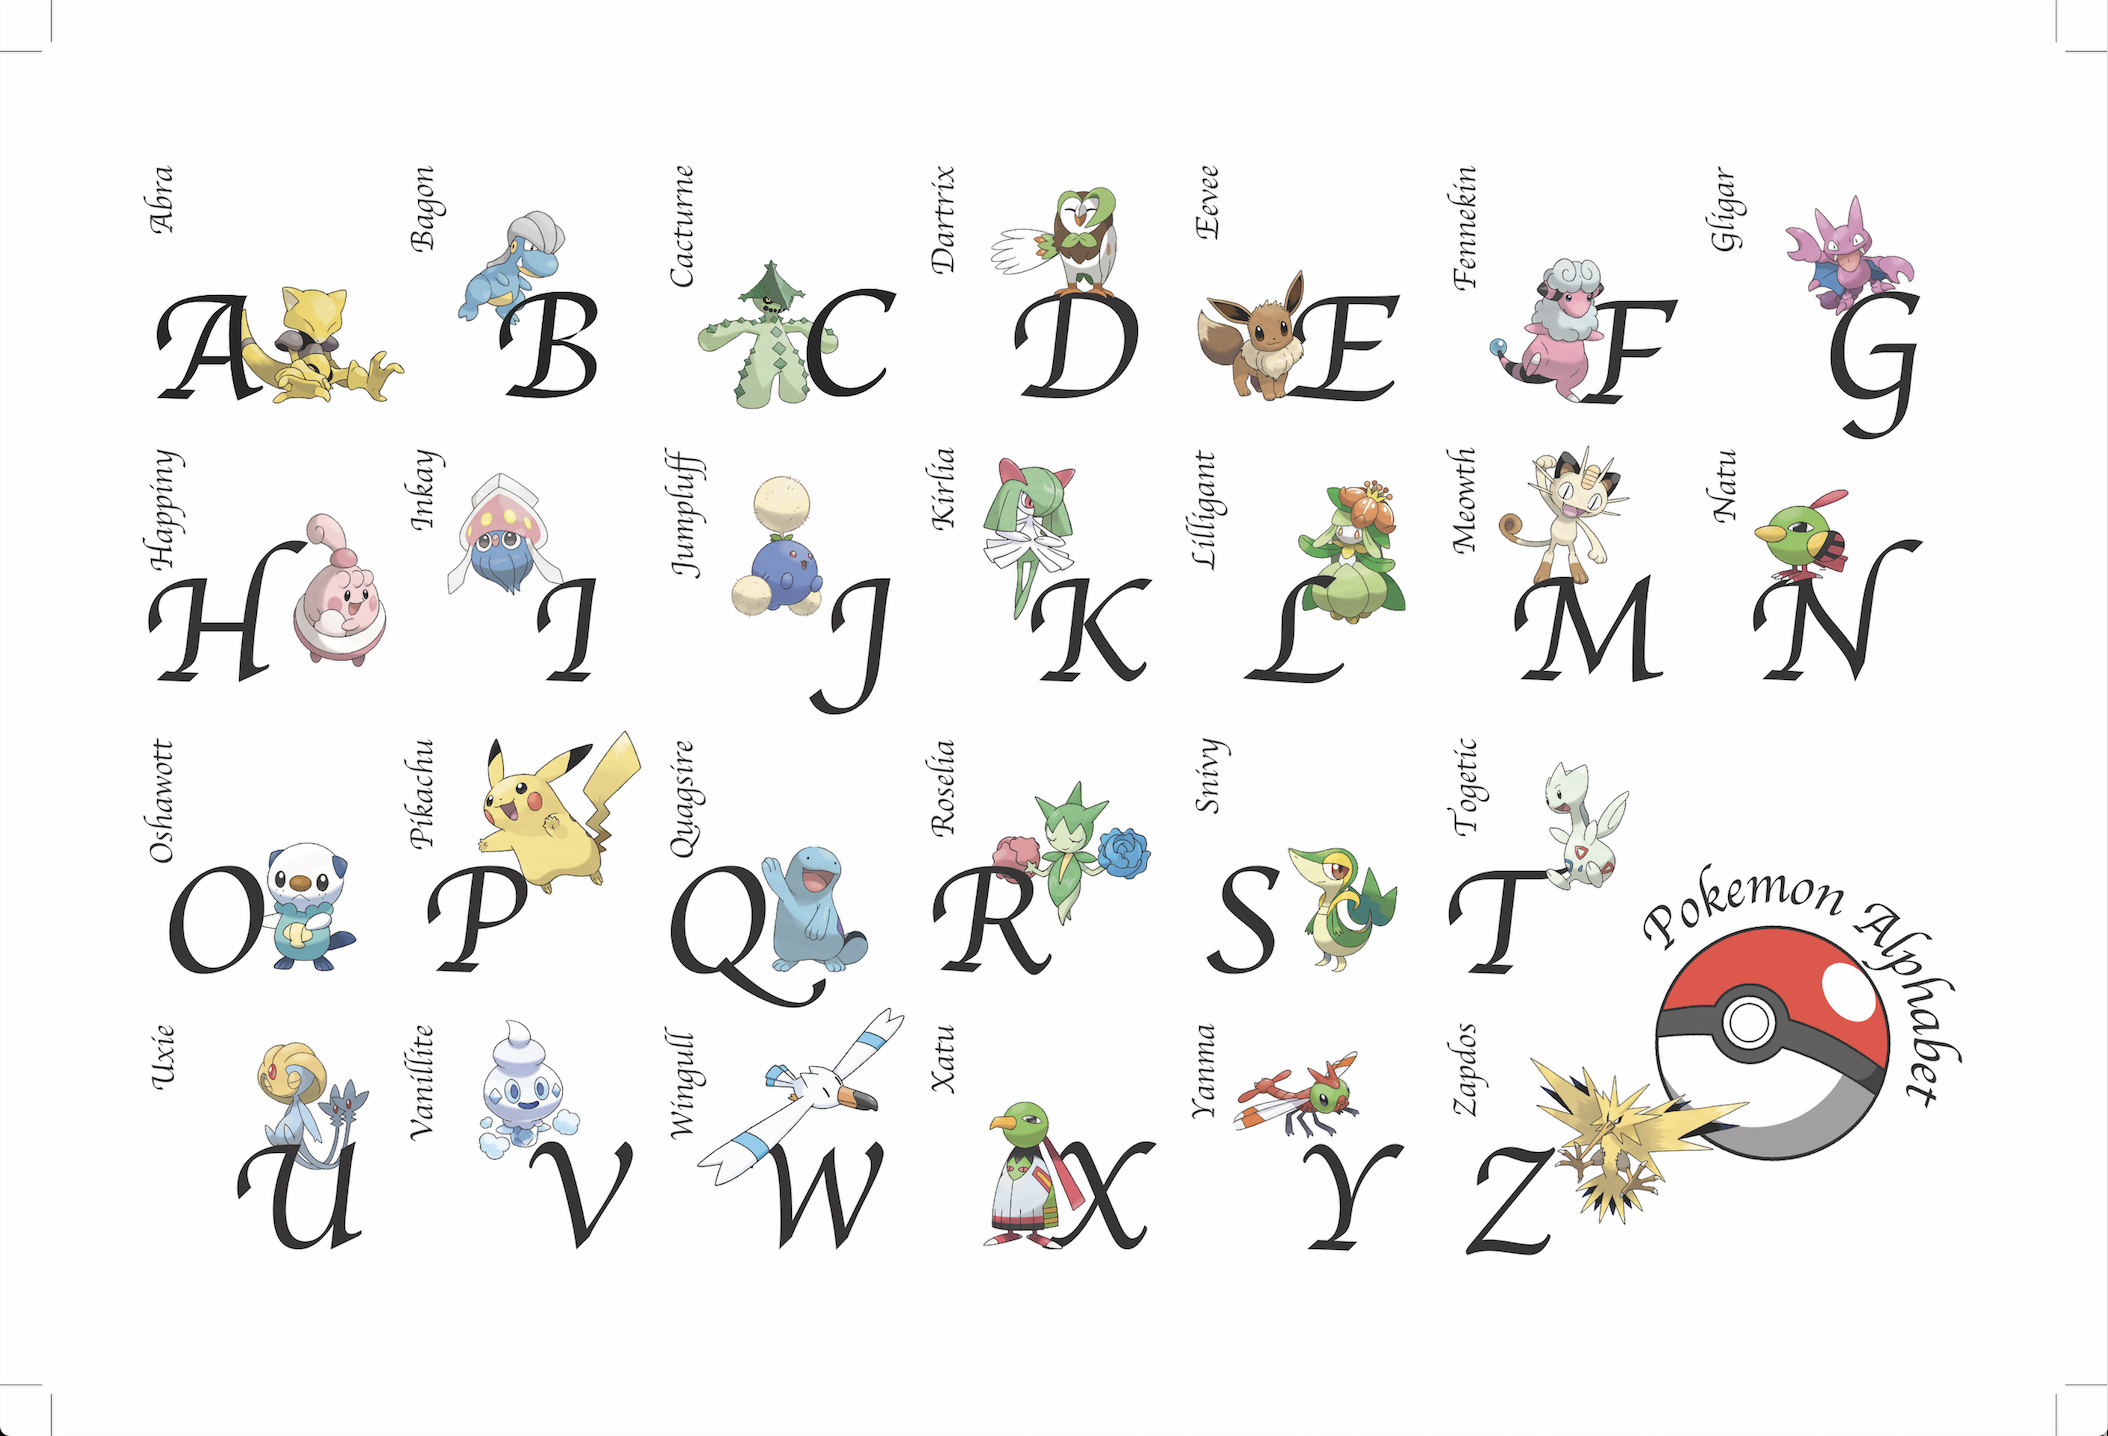 Abra
A
Bagon
B
Cacturne
C
Dartrix
D
Eevee
E
Fennekin
F
Gligar
G
Happiny
H
Inkay
I
Jumpluff
J
Kirlia
K
Lilligant
L
Meowth
M
Natu
N
Oshawott
O
Pikachu
P
Quagsire
Q
Roselia
R
Snivy
S
Togetic
T
Pokemon Alphabet
Uxie
U
Vanillite
V
Wingull
W
Xatu
X
Yanma
Y
Zapdos
Z